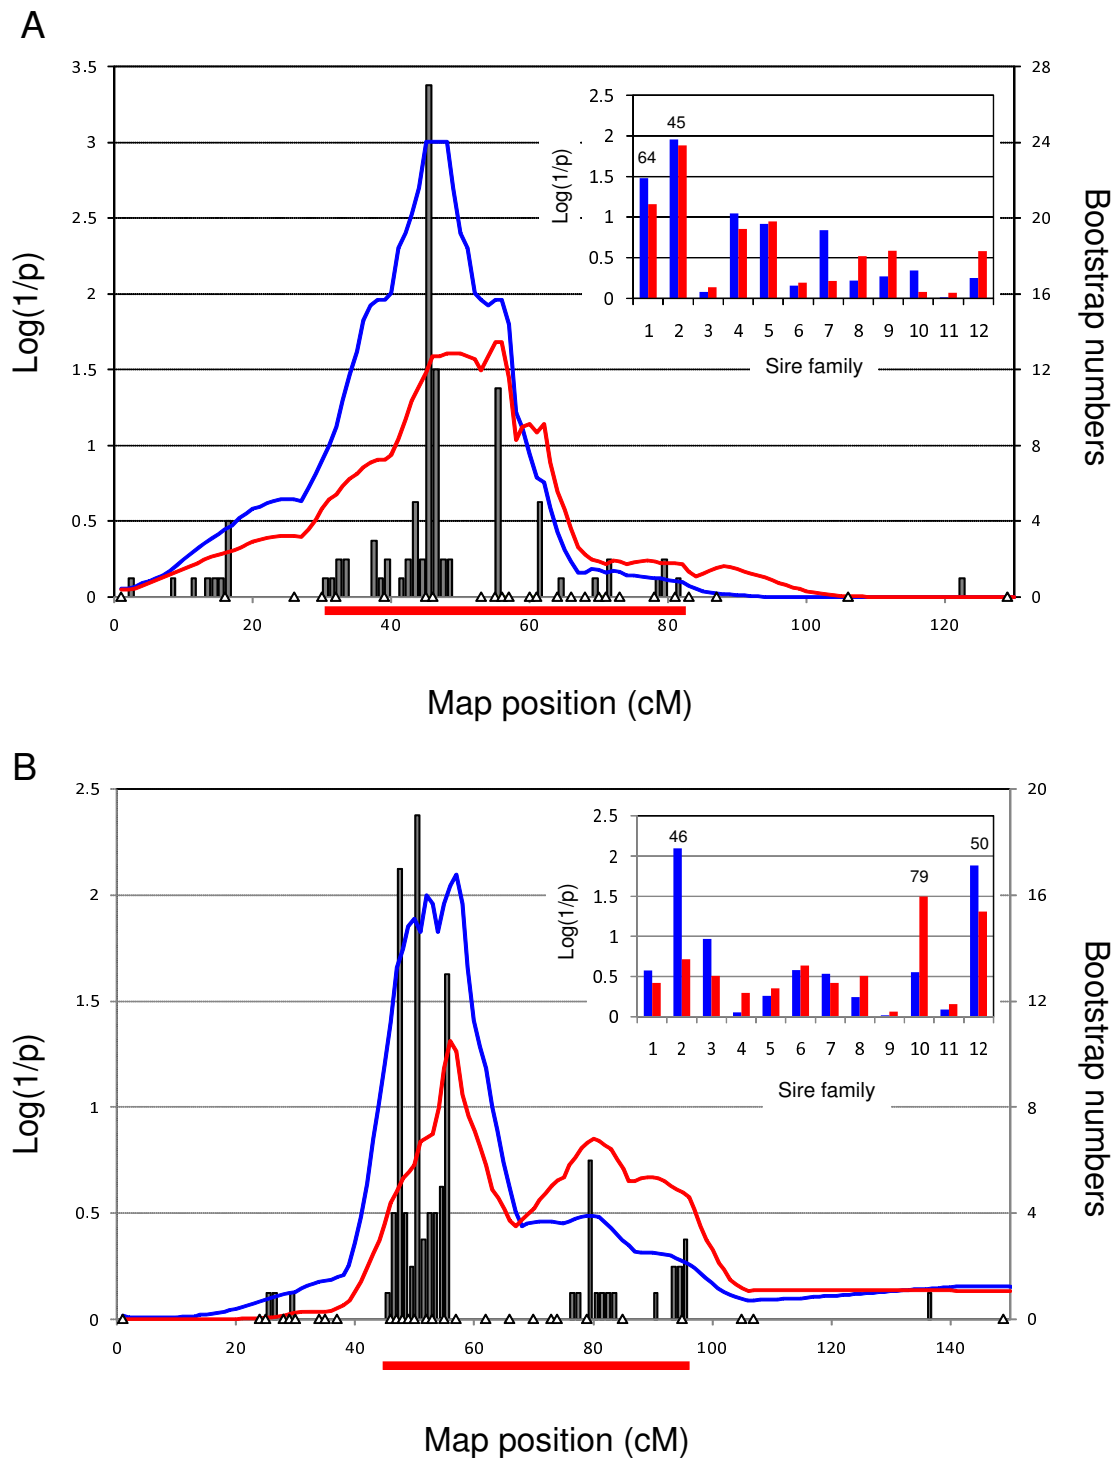 A
3.5
3
2.5
2
1.5
1
0.5
0
Log(1/p)
28
24
20
16
12
8
4
0
Bootstrap numbers
0 20 40 60 80 100 120
Map position (cM)
2.5
2
1.5
1
0.5
0
Log(1/p)
64
45
1 2 3 4 5 6 7 8 9 10 11 12
Sire family
B
2.5
2
1.5
1
0.5
0
Log(1/p)
20
16
12
8
4
0
Bootstrap numbers
0 20 40 60 80 100 120 140
Map position (cM)
2.5
2
1.5
1
0.5
0
Log(1/p)
46
79
50
1 2 3 4 5 6 7 8 9 10 11 12
Sire family